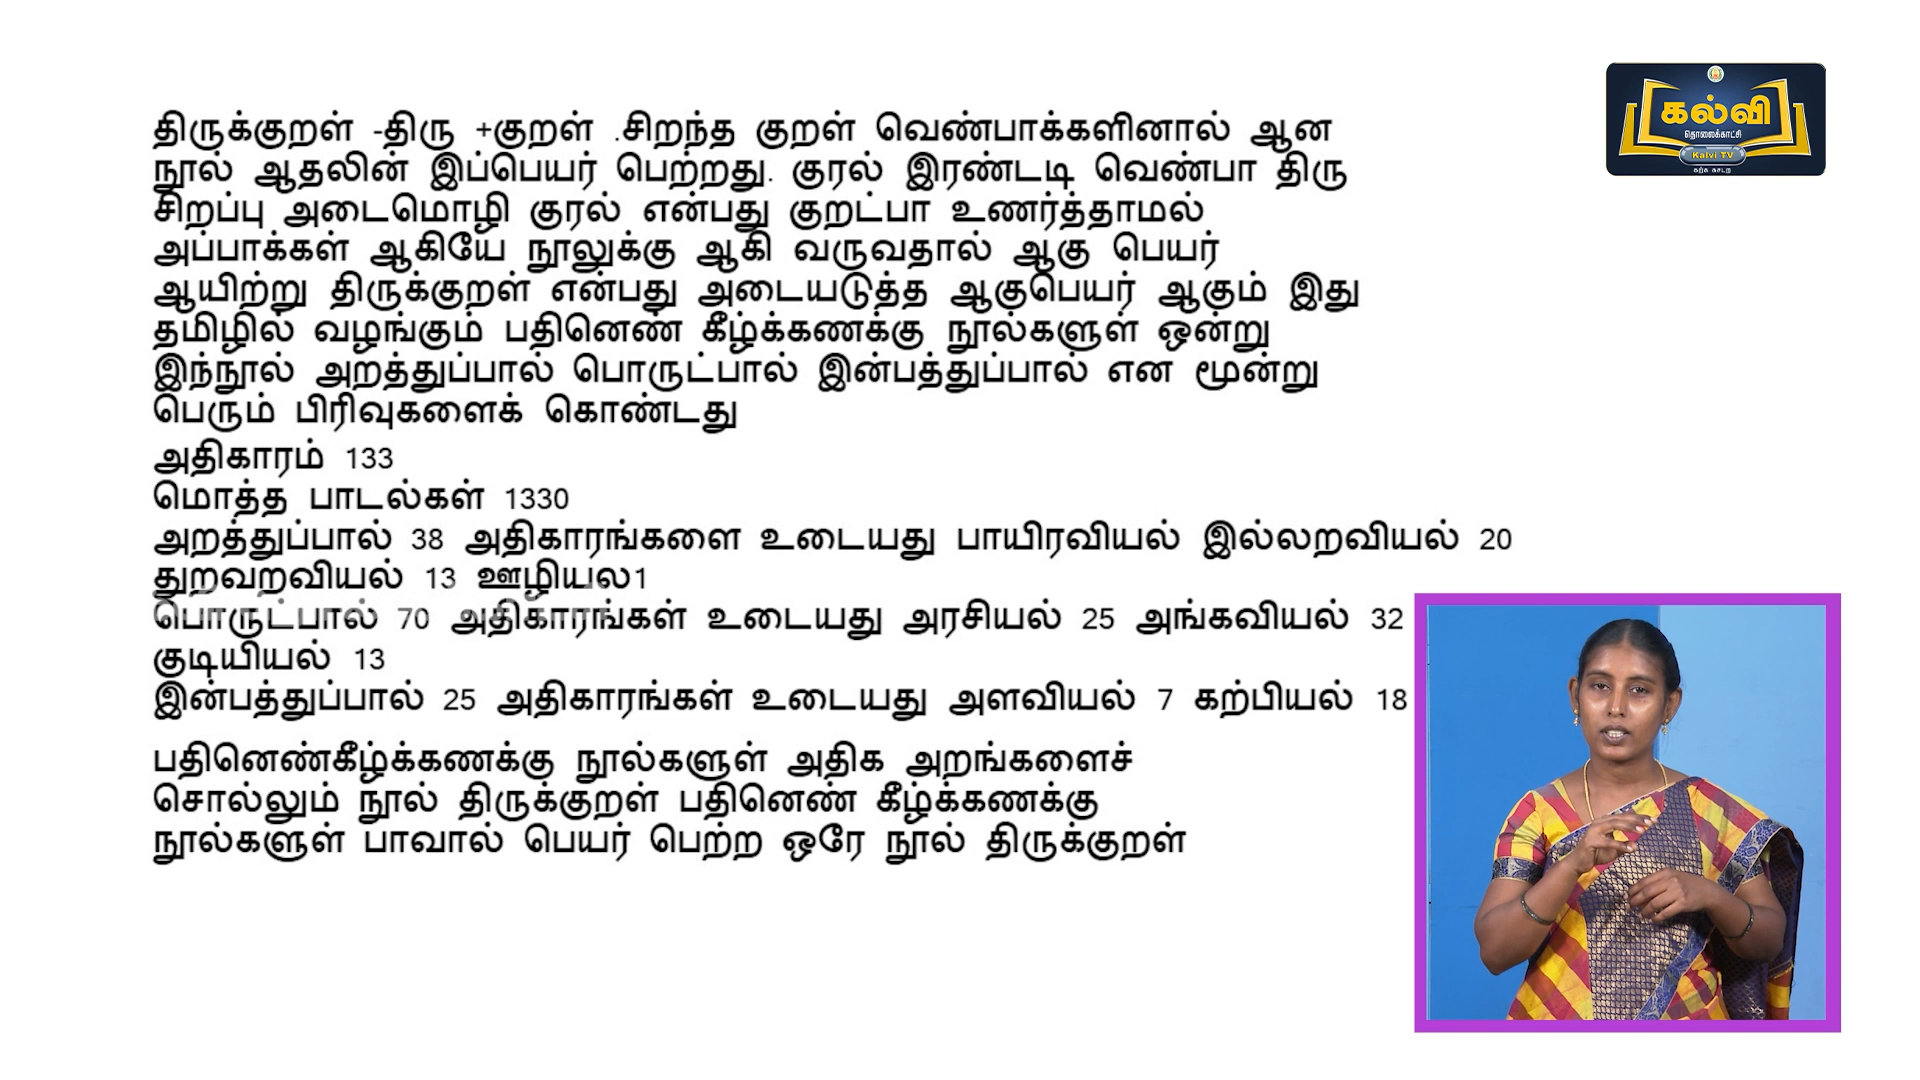 திருக்குறள் -திரு +குறள் .சிறந்த குறள் வெண்பாக்களினால் ஆன
நூல் ஆதலின் இப்பெயர் பெற்றது. குரல் இரண்டடி வெண்பா திரு
சிறப்பு அடைமொழி குரல் என்பது குறட்பா உணர்த்தாமல்
அப்பாக்கள் ஆகியே நூலுக்கு ஆகி வருவதால் ஆகு பெயர்
ஆயிற்று திருக்குறள் என்பது அடையடுத்த ஆகுபெயர் ஆகும் இது
தமிழில் வழங்கும் பதினெண் கீழ்க்கணக்கு நூல்களுள் ஒன்று
இந்நூல் அறத்துப்பால் பொருட்பால் இன்பத்துப்பால் என மூன்று
பெரும் பிரிவுகளைக் கொண்டது
அதிகாரம் 133
மொத்த பாடல்கள் 1330
அறத்துப்பால் 38 அதிகாரங்களை உடையது பாயிரவியல் இல்லறவியல் 20
துறவறவியல் 13 ஊழியல1
பொருட்பால் 70 அதிகாரங்கள் உடையது அரசியல் 25 அங்கவியல் 32
குடியியல் 13
இன்பத்துப்பால் 25 அதிகாரங்கள் உடையது அளவியல் 7 கற்பியல் 18
பதினெண்கீழ்க்கணக்கு நூல்களுள் அதிக அறங்களைச்
சொல்லும் நூல் திருக்குறள் பதினெண் கீழ்க்கணக்கு
நூல்களுள் பாவால் பெயர் பெற்ற ஒரே நூல் திருக்குறள்
கல்வி
தொலைக்காட்சி
Kalvi TV
கற்க கசடற